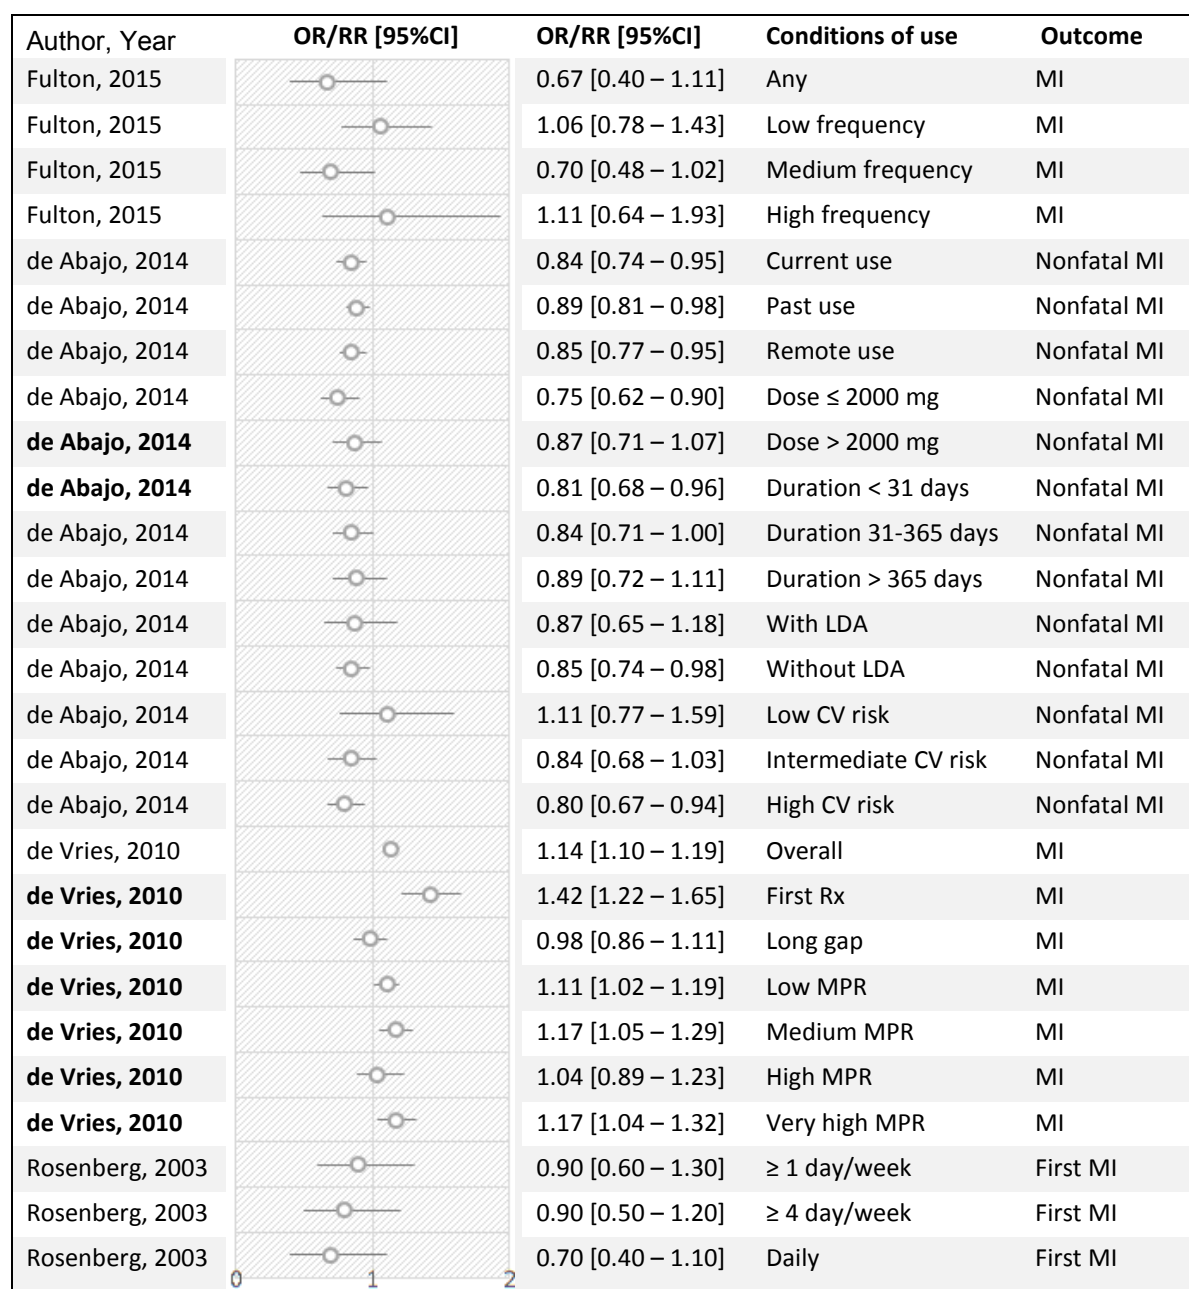 Author, Year OR/RR [95%CI] OR/RR [95%CI] Conditions of use Outcome
Fulton, 2015 0.67 [0.40 – 1.11] Any MI
Fulton, 2015 1.06 [0.78 – 1.43] Low frequency MI
Fulton, 2015 0.70 [0.48 – 1.02] Medium frequency MI
Fulton, 2015 1.11 [0.64 – 1.93] High frequency MI
de Abajo, 2014 0.84 [0.74 – 0.95] Current use Nonfatal MI
de Abajo, 2014 0.89 [0.81 – 0.98] Past use Nonfatal MI
de Abajo, 2014 0.85 [0.77 – 0.95] Remote use Nonfatal MI
de Abajo, 2014 0.75 [0.62 – 0.90] Dose ≤ 2000 mg Nonfatal MI
de Abajo, 2014 0.87 [0.71 – 1.07] Dose > 2000 mg Nonfatal MI
de Abajo, 2014 0.81 [0.68 – 0.96] Duration < 31 days Nonfatal MI
de Abajo, 2014 0.84 [0.71 – 1.00] Duration 31-365 days Nonfatal MI
de Abajo, 2014 0.89 [0.72 – 1.11] Duration > 365 days Nonfatal MI
de Abajo, 2014 0.87 [0.65 – 1.18] With LDA Nonfatal MI
de Abajo, 2014 0.85 [0.74 – 0.98] Without LDA Nonfatal MI
de Abajo, 2014 1.11 [0.77 – 1.59] Low CV risk Nonfatal MI
de Abajo, 2014 0.84 [0.68 – 1.03] Intermediate CV risk Nonfatal MI
de Abajo, 2014 0.80 [0.67 – 0.94] High CV risk Nonfatal MI
de Vries, 2010 1.14 [1.10 – 1.19] Overall MI
de Vries, 2010 1.42 [1.22 – 1.65] First Rx MI
de Vries, 2010 0.98 [0.86 – 1.11] Long gap MI
de Vries, 2010 1.11 [1.02 – 1.19] Low MPR MI
de Vries, 2010 1.17 [1.05 – 1.29] Medium MPR MI
de Vries, 2010 1.04 [0.89 – 1.23] High MPR MI
de Vries, 2010 1.17 [1.04 – 1.32] Very high MPR MI
Rosenberg, 2003 0.90 [0.60 – 1.30] ≥ 1 day/week First MI
Rosenberg, 2003 0.90 [0.50 – 1.20] ≥ 4 day/week First MI
Rosenberg, 2003 0.70 [0.40 – 1.10] Daily First MI
0 1 2